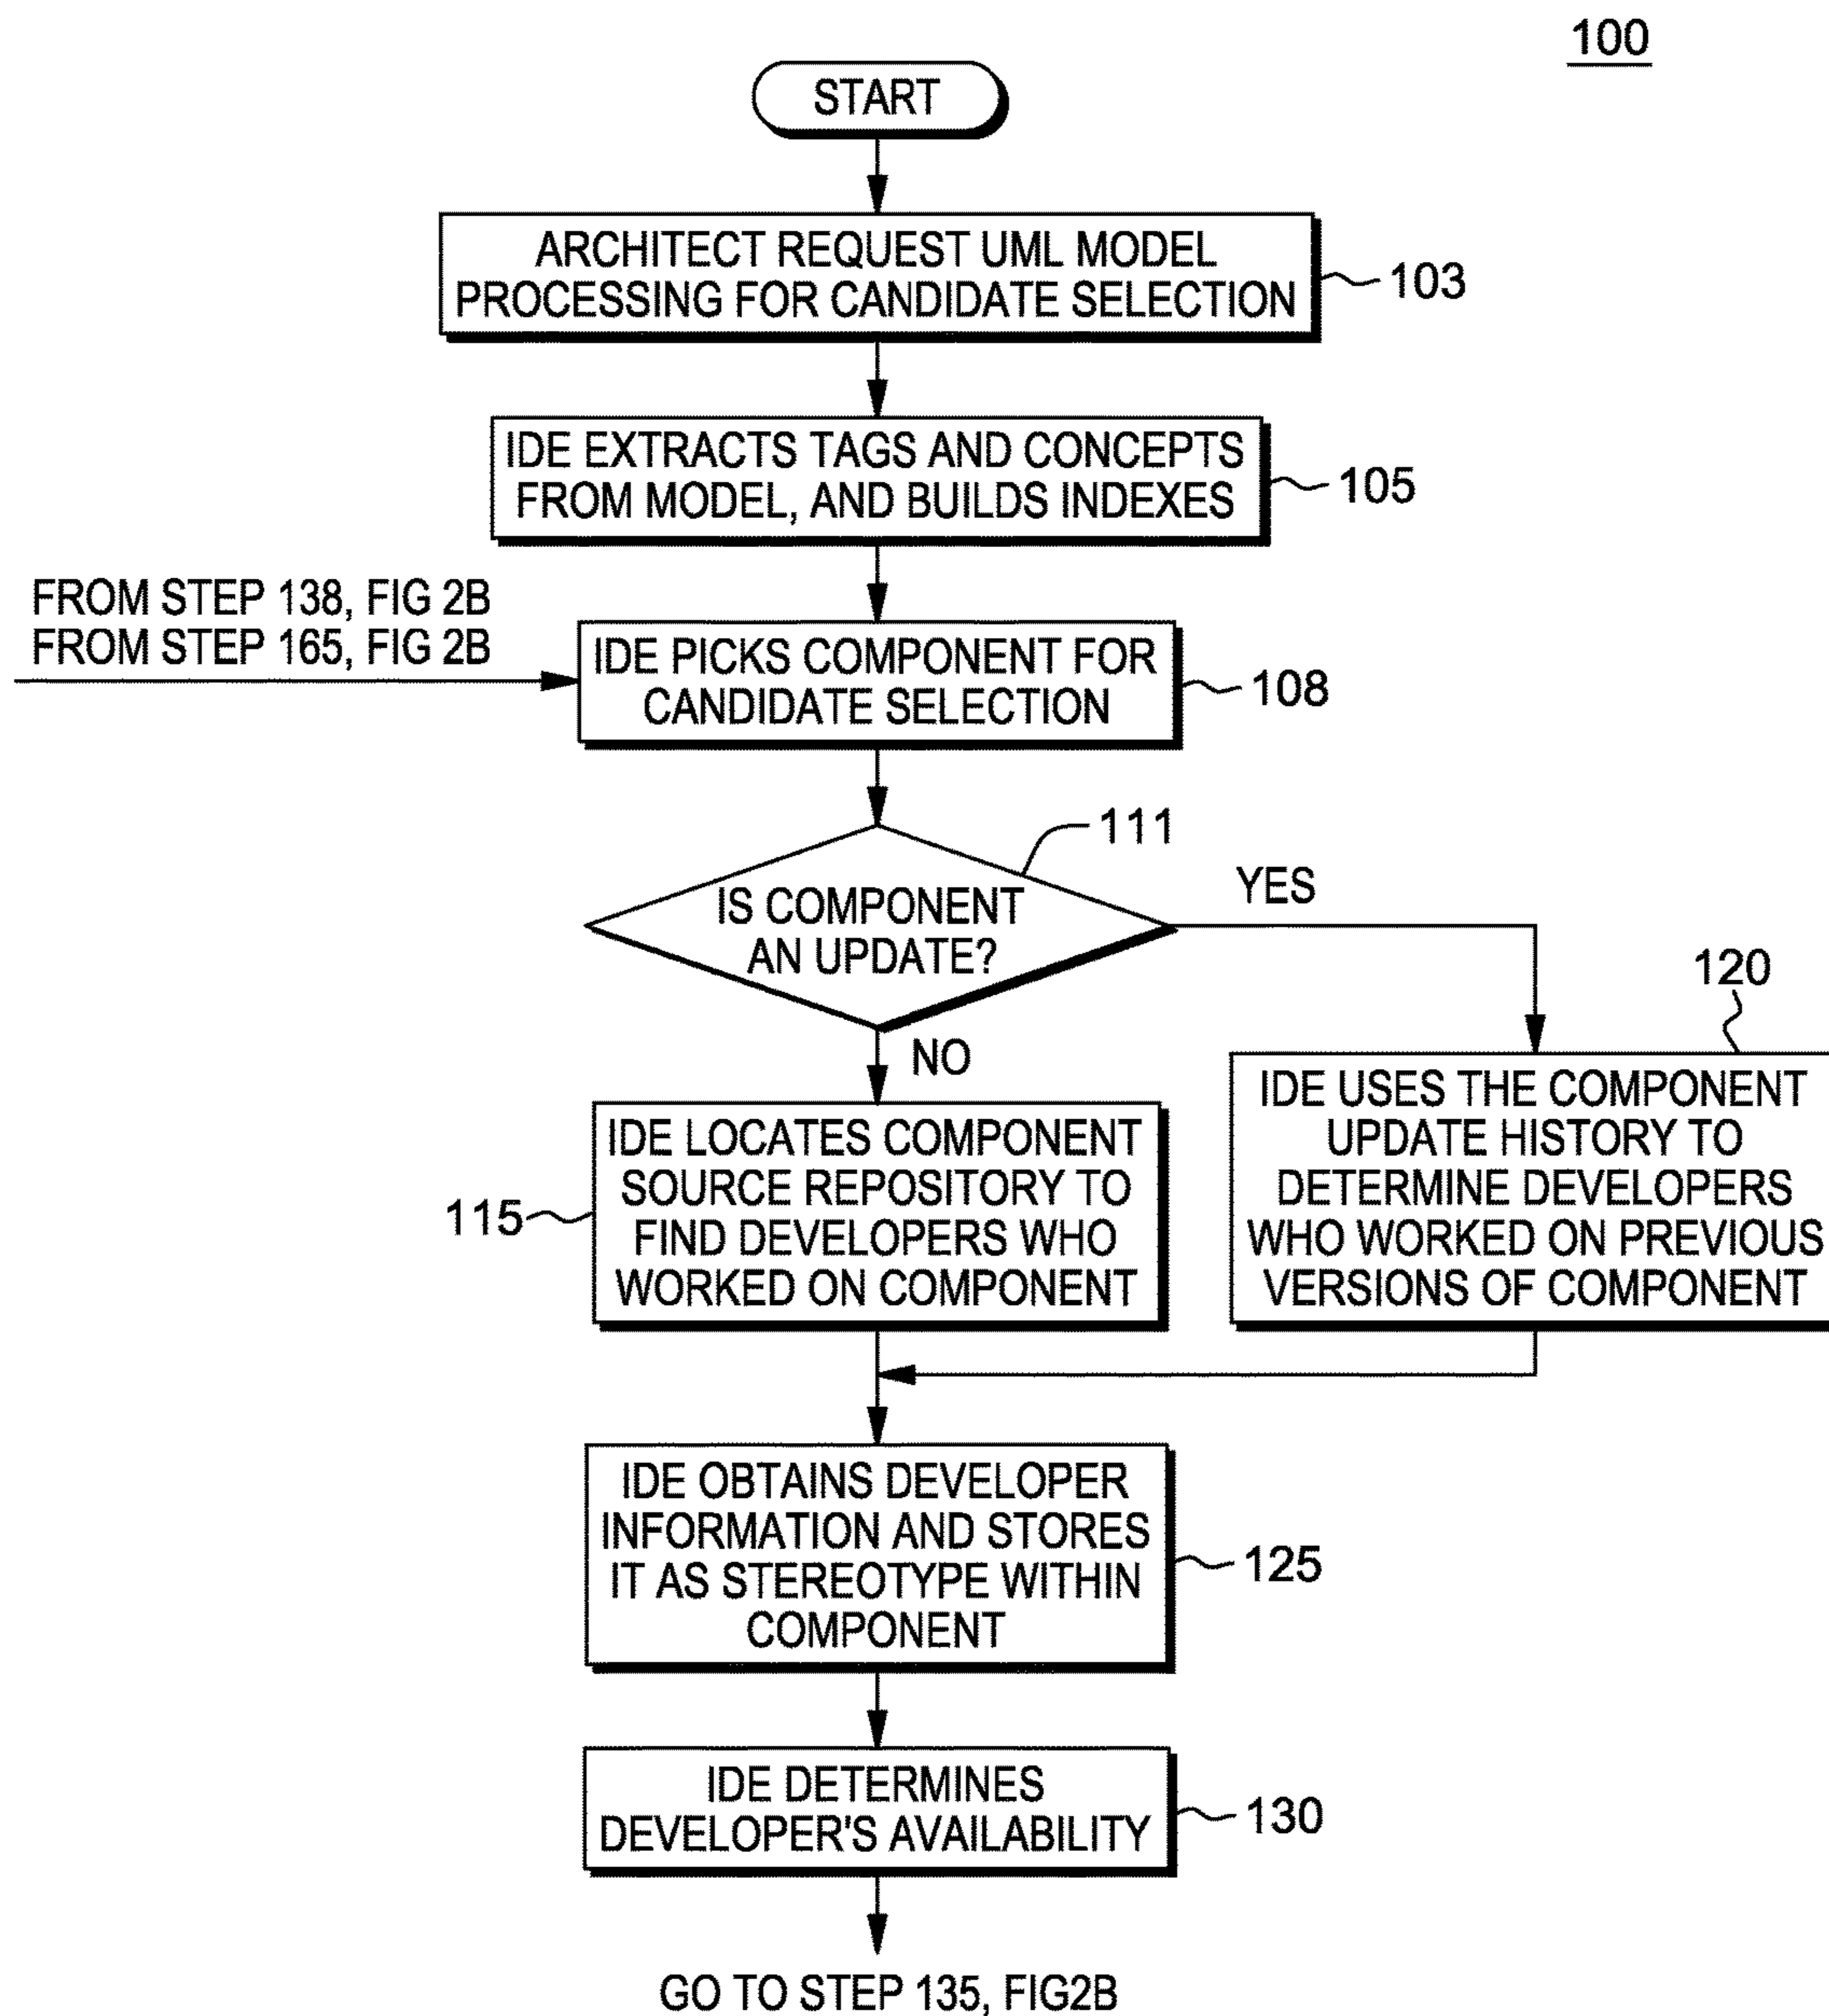 100
START
ARCHITECT REQUEST UML MODEL
PROCESSING FOR CANDIDATE SELECTION
103
IDE EXTRACTS TAGS AND CONCEPTS
FROM MODEL, AND BUILDS INDEXES
105
FROM STEP 138, FIG 2B
FROM STEP 165, FIG 2B
IDE PICKS COMPONENT FOR
CANDIDATE SELECTION
108
111
IS COMPONENT
AN UPDATE?
YES
NO
120
IDE USES THE COMPONENT
UPDATE HISTORY TO
DETERMINE DEVELOPERS
WHO WORKED ON PREVIOUS
VERSIONS OF COMPONENT
115
IDE LOCATES COMPONENT
SOURCE REPOSITORY TO
FIND DEVELOPERS WHO
WORKED ON COMPONENT
IDE OBTAINS DEVELOPER
INFORMATION AND STORES
IT AS STEREOTYPE WITHIN
COMPONENT
125
IDE DETERMINES
DEVELOPER'S AVAILABILITY
130
GO TO STEP 135, FIG2B